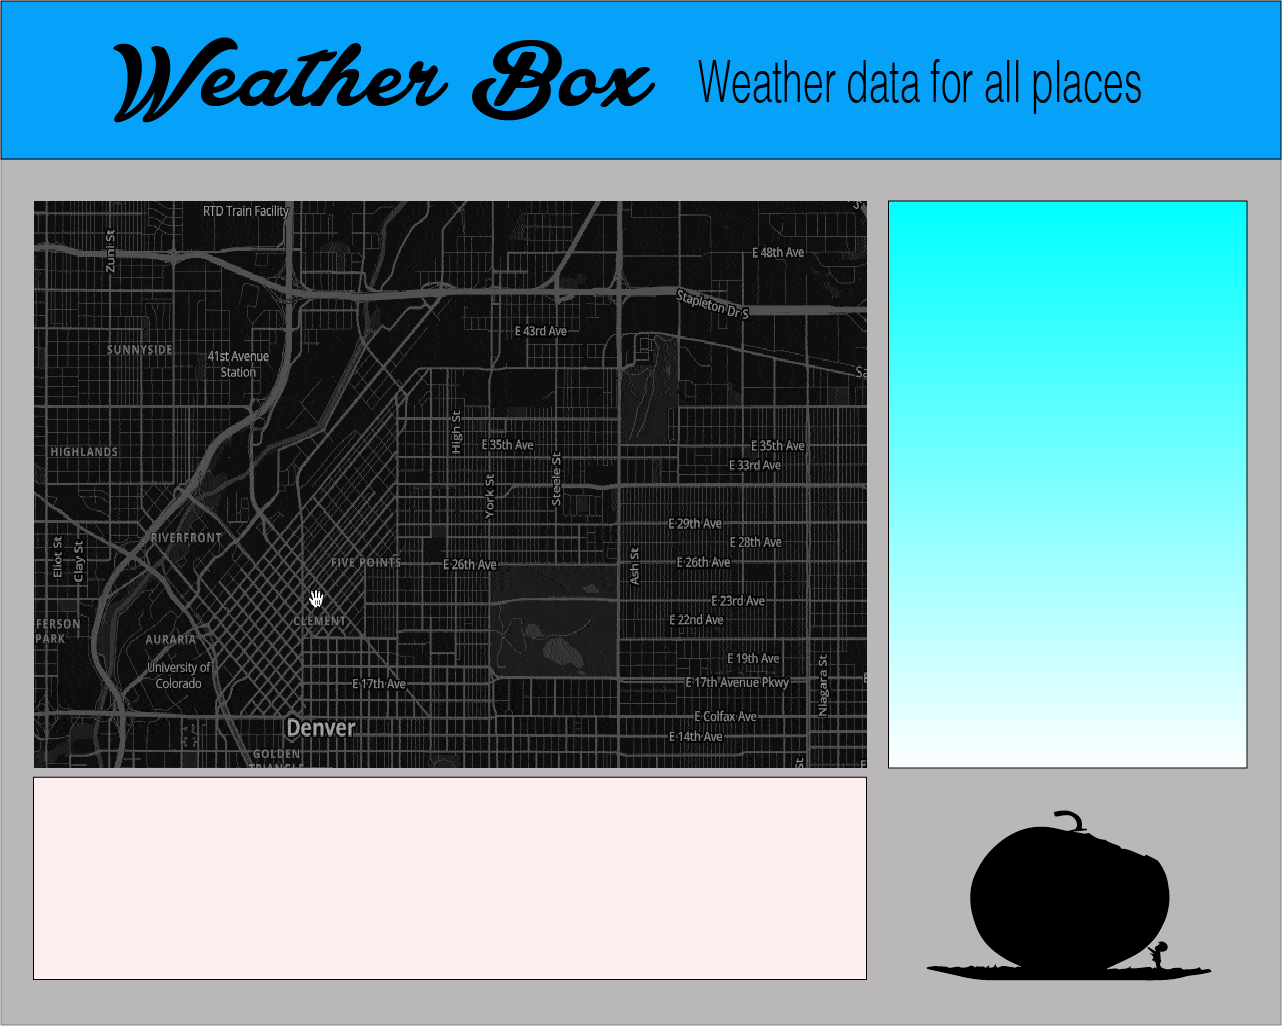 Weather Box
Weather data for all places
RTD Train Facility
Zuni St
E 48th Ave
Stapleton Dr S
E 43rd Ave
SUNNYSIDE
41st Avenue
Station
Sa
High St
E 35th Ave
E 35th Ave
HIGHLANDS
Steele St
E 33rd Ave
York St
E 29th Ave
RIVERFRONT
E 28th Ave
Eliot St
Clay St
FIVE POINTS
E 26th Ave
Ash St
E 26th Ave
E 23rd Ave
CLEMENT
E 22nd Ave
FERSON
PARK
AURARIA
E 19th Ave
University of
Colorado
E 17th Ave
E 17th Avenue Pkwy
Niagara St
E Colfax Ave
Denver
E 14th Ave
GOLDEN
TRIANGLE
St